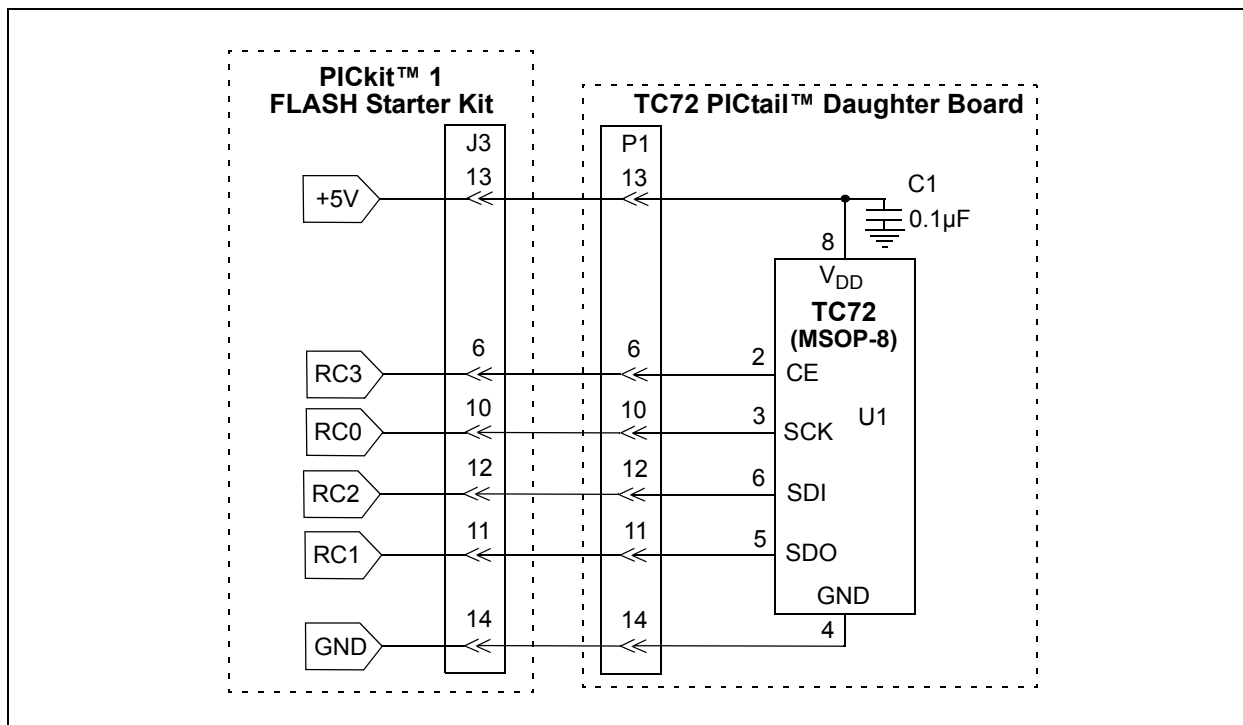 PICkit™ 1
FLASH Starter Kit
TC72 PICtail™ Daughter Board
J3
P1
+5V
13
13
C1
0.1µF
8
VDD
TC72
(MSOP-8)
RC3
6
6
2
CE
RC0
10
10
3
SCK
U1
RC2
12
12
6
SDI
RC1
11
11
5
SDO
GND
GND
14
14
4